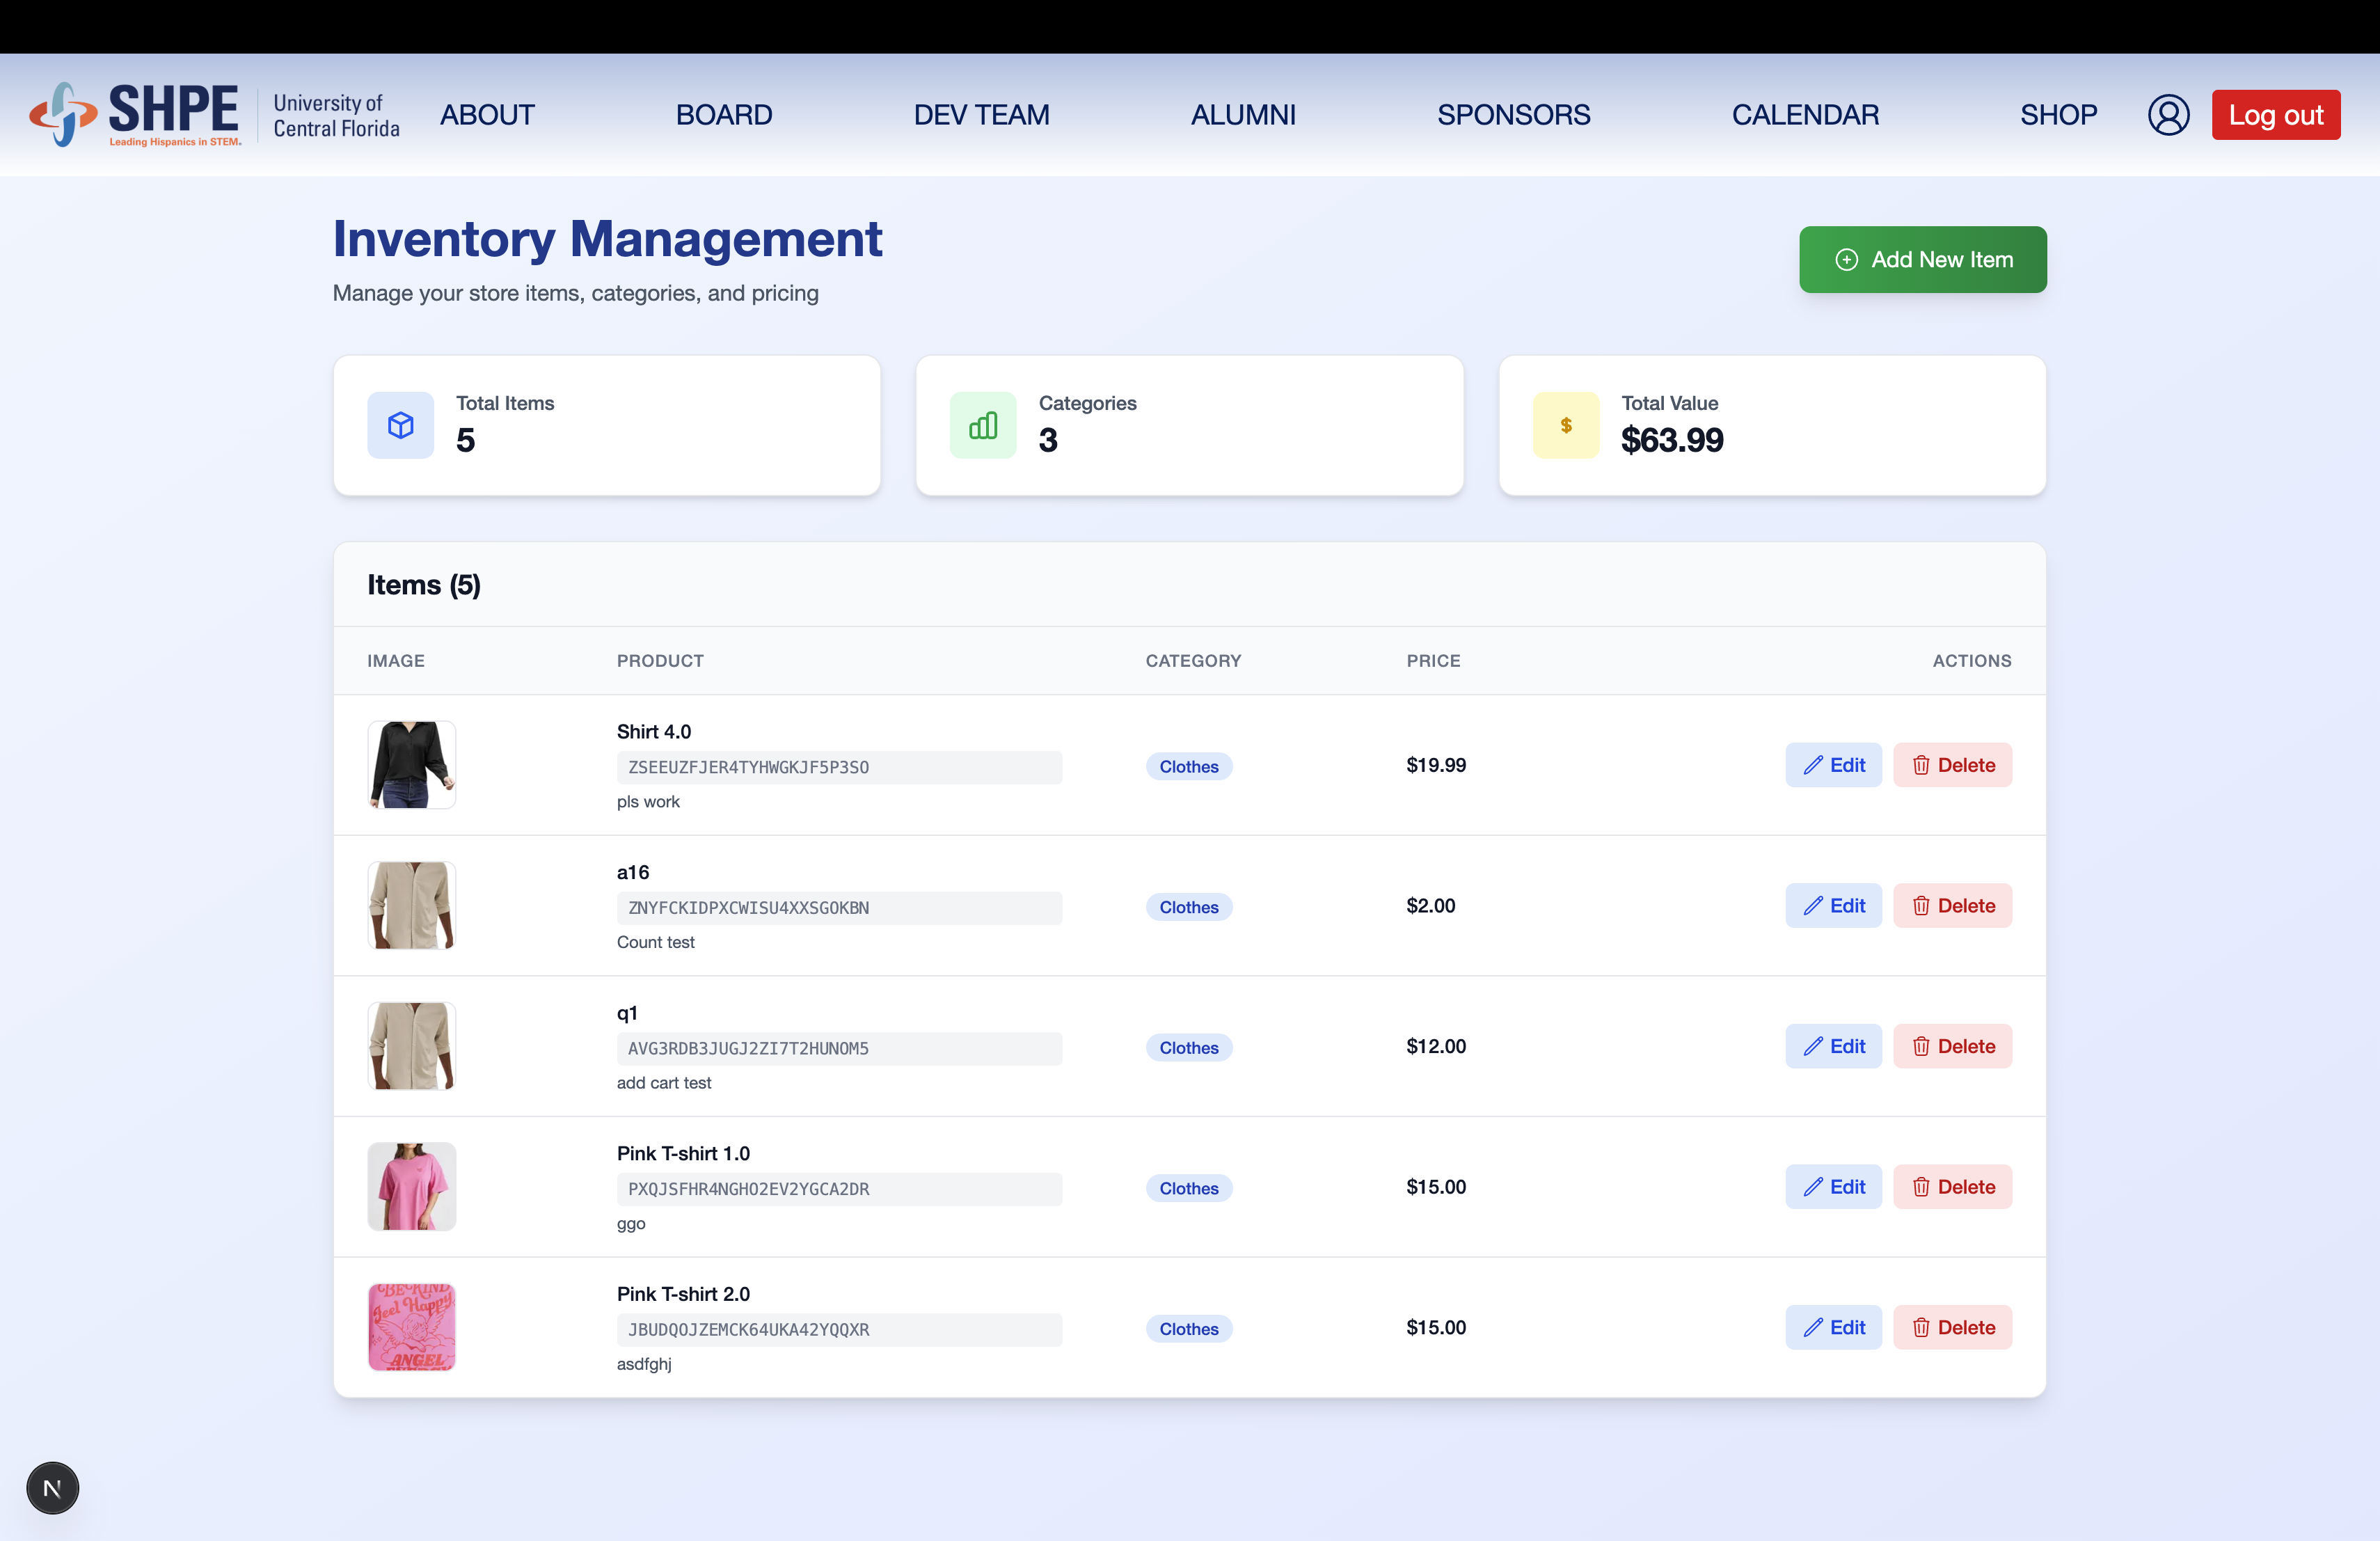 SHPE
Leading Hispanics in STEM.
University of
Central Florida
ABOUT
BOARD
DEV TEAM
ALUMNI
SPONSORS
CALENDAR
SHOP
Log out
Inventory Management
Manage your store items, categories, and pricing
Add New Item
Total Items
5
Categories
3
$
Total Value
$63.99
Items (5)
IMAGE PRODUCT CATEGORY PRICE ACTIONS
Shirt 4.0
ZSEEUZFJER4TYHWGKJF5P3SO
pls work
Clothes
$19.99
Edit
Delete
a16
ZNYFCKIDPXCWISU4XXSGOKBN
Count test
Clothes
$2.00
Edit
Delete
q1
AVG3RDB3JUGJ2ZI7T2HUNOM5
add cart test
Clothes
$12.00
Edit
Delete
Pink T-shirt 1.0
PXQJSFHR4NGHO2EV2YGCA2DR
ggo
Clothes
$15.00
Edit
Delete
BE KIND
feel Happy
ANGEL
Pink T-shirt 2.0
JBUDQOJZEMCK64UKA42YQQXR
asdfghj
Clothes
$15.00
Edit
Delete
N